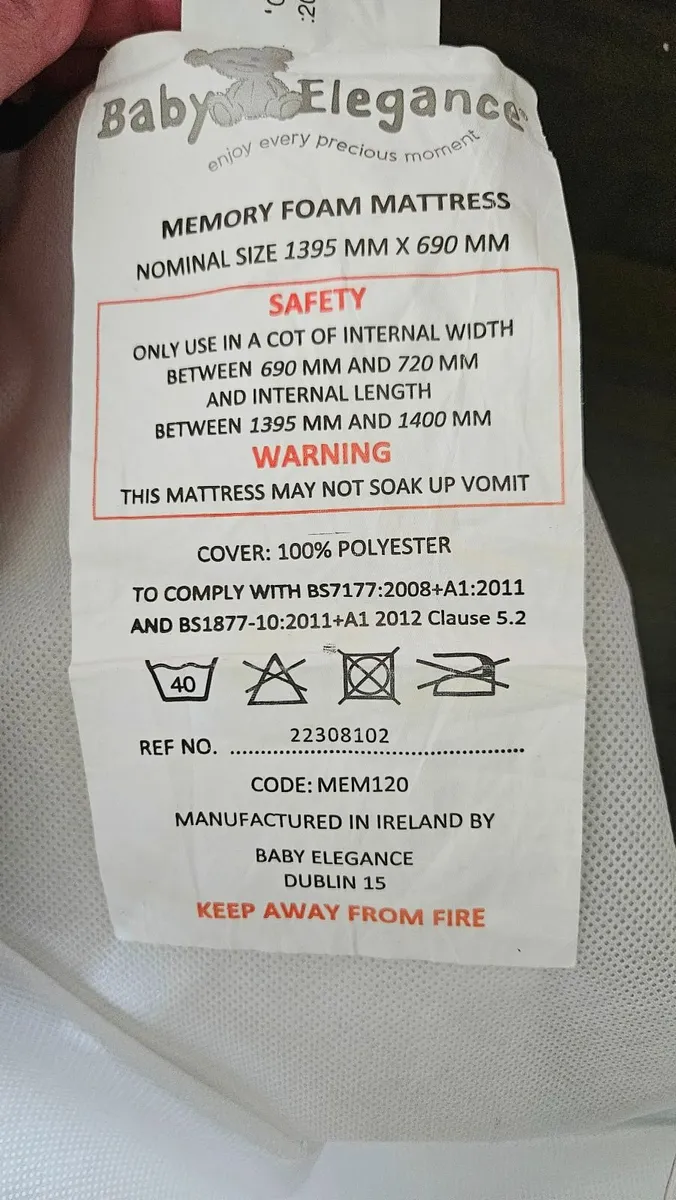 Baby Elegance
enjoy every precious moment
MEMORY FOAM MATTRESS
NOMINAL SIZE 1395 MM X 690 MM
SAFETY
ONLY USE IN A COT OF INTERNAL WIDTH
BETWEEN 690 MM AND 720 MM
AND INTERNAL LENGTH
BETWEEN 1395 MM AND 1400 MM
WARNING
THIS MATTRESS MAY NOT SOAK UP VOMIT
COVER: 100% POLYESTER
TO COMPLY WITH BS7177:2008+A1:2011
AND BS1877-10:2011+A1 2012 Clause 5.2
40
REF NO. 22308102
CODE: MEM120
MANUFACTURED IN IRELAND BY
BABY ELEGANCE
DUBLIN 15
KEEP AWAY FROM FIRE